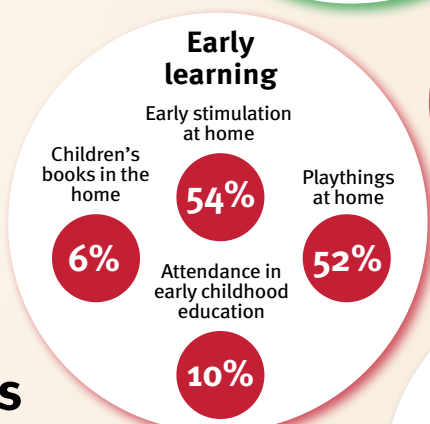 Early
learning
Early stimulation
at home
54%
Children's
books in the
home
6%
Playthings
at home
52%
Attendance in
early childhood
education
10%
s